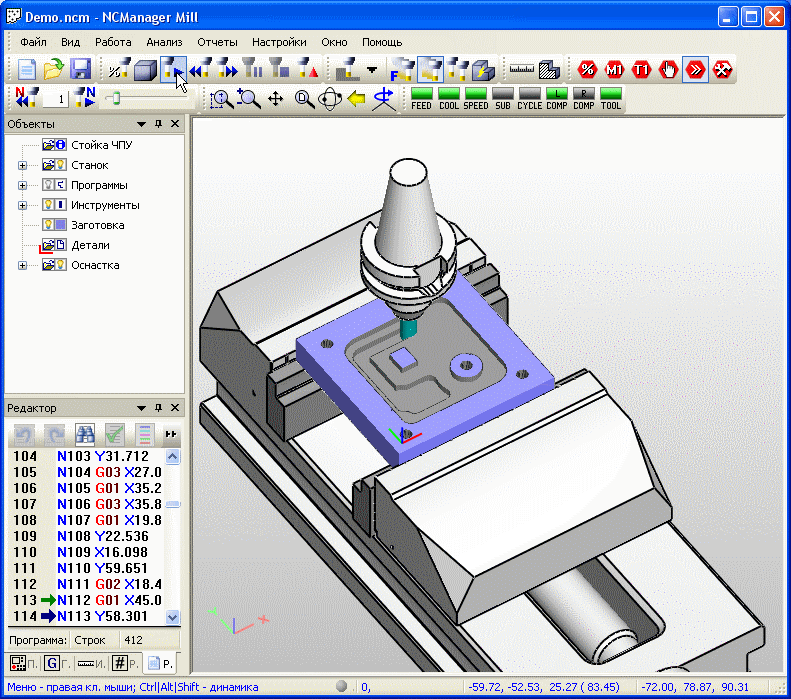 Demo.ncm - NCManager Mill
Файл Вид Работа Анализ Отчеты Настройки Окно Помощь
% F % M1 T1
N 1 N FEED COOL SPEED SUB CYCLE L COMP R COMP TOOL
Объекты
Стойка ЧПУ
Станок
Программы
Инструменты
Заготовка
Детали
Оснастка
Редактор
104 N103 Y31.712
105 N104 G03 X27.0
106 N105 G01 X35.2
107 N106 G03 X35.8
108 N107 G01 X19.8
109 N108 Y22.536
110 N109 X16.098
111 N110 Y59.651
112 N111 G02 X18.4
113 N112 G01 X45.0
114 N113 Y58.301
Программа: Строк 412
П. G Г. И. # Р. Р.
Меню - правая кл. мыши; Ctrl|Alt|Shift - динамика 0, -59.72, -52.53, 25.27 ( 83.45) -72.00, 78.87, 90.31